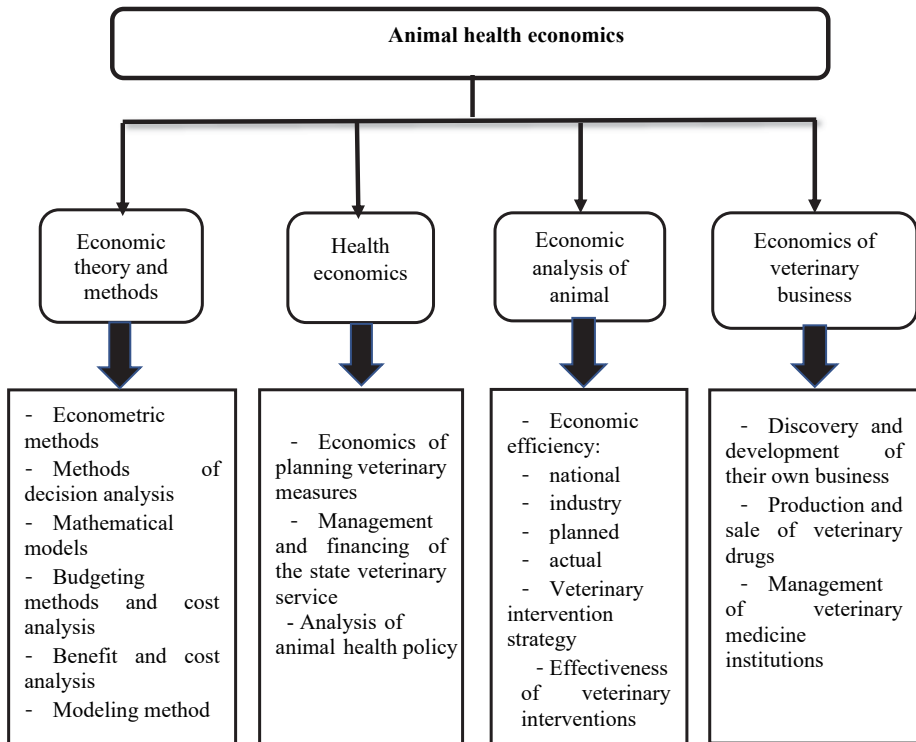 Animal health economics
Economic
theory and
methods
Health
economics
Economic
analysis of
animal
Economics of
veterinary
business
- Econometric
methods
- Methods of
decision analysis
- Mathematical
models
- Budgeting
methods and cost
analysis
- Benefit and cost
analysis
- Modeling method
- Economics of
planning veterinary
measures
- Management
and financing of
the state veterinary
service
- Analysis of
animal health policy
- Economic
efficiency:
- national
- industry
- planned
- actual
- Veterinary
intervention
strategy
- Effectiveness
of veterinary
interventions
- Discovery and
development of
their own business
- Production and
sale of veterinary
drugs
- Management
of veterinary
medicine
institutions